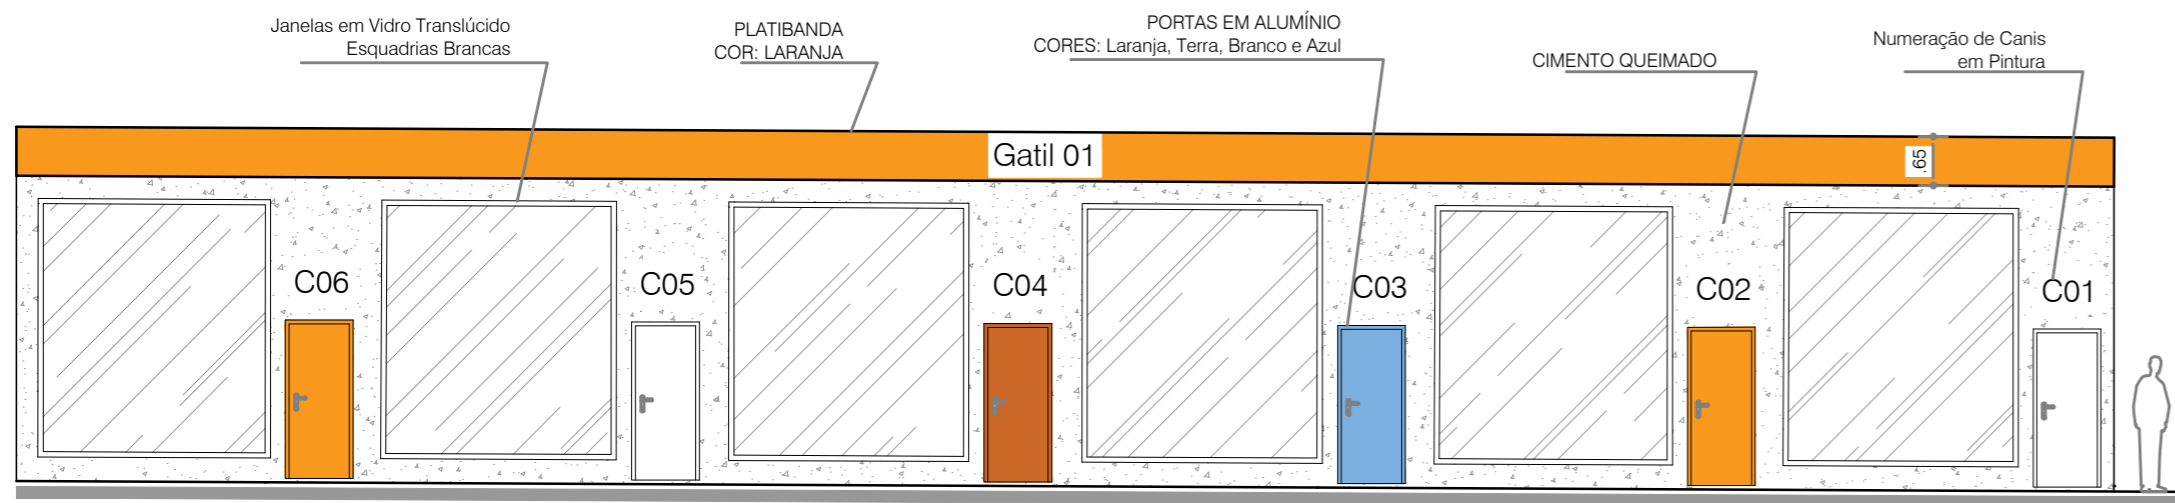 Janelas em Vidro Translúcido
Esquadrias Brancas
PLATIBANDA
COR: LARANJA
PORTAS EM ALUMÍNIO
CORES: Laranja, Terra, Branco e Azul
CIMENTO QUEIMADO
Numeração de Canis
em Pintura
Gatil 01
.65
C06
C05
C04
C03
C02
C01